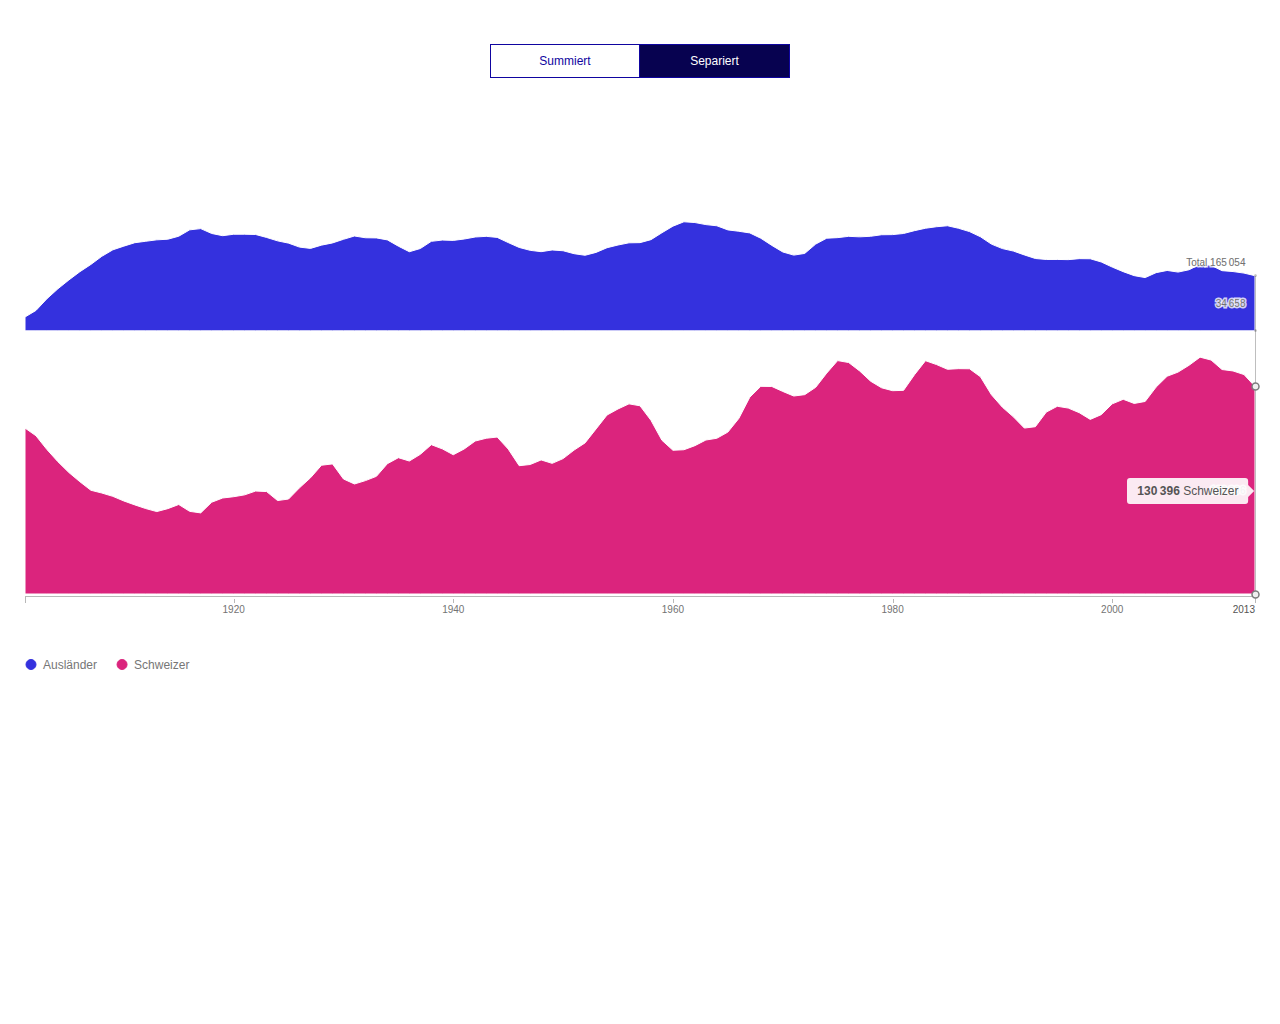 Summiert Separiert
Total 165 054
34 658
130 396 Schweizer
1920 1940 1960 1980 2000 2013
Ausländer Schweizer